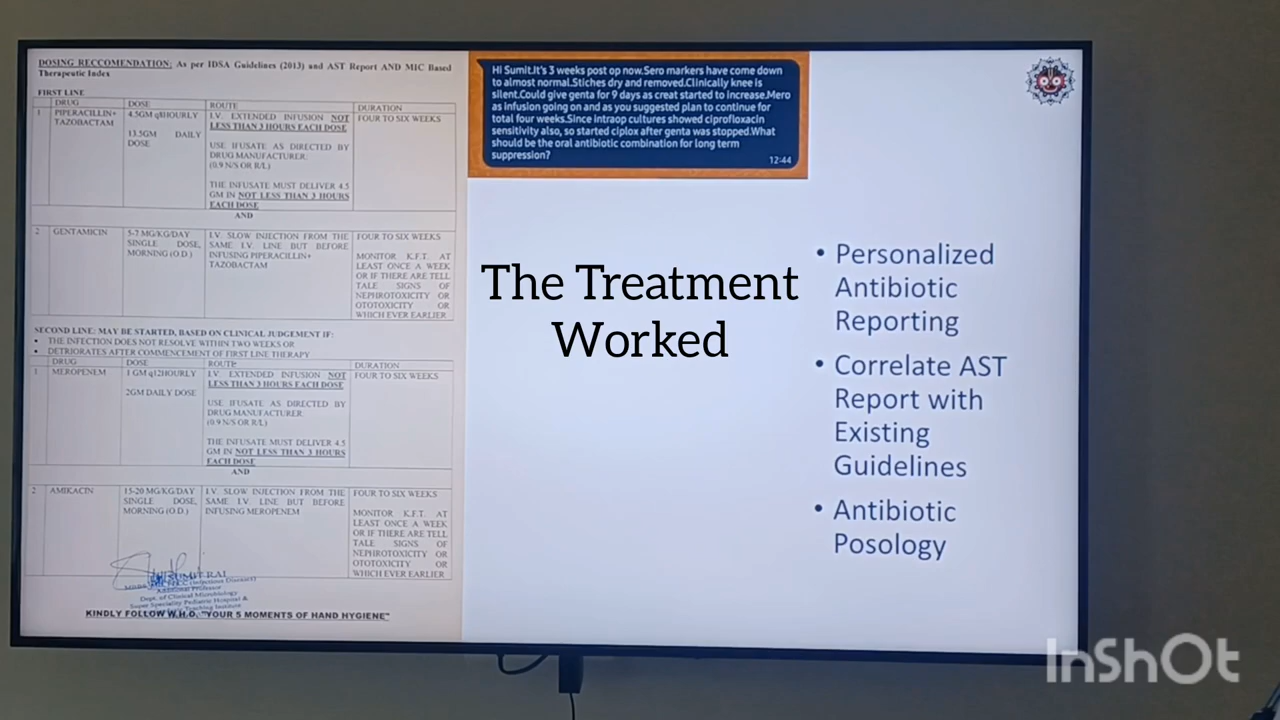 DOSING RECCOMENDATION: As per IDSA Guidelines (2013) and AST Report AND MIC Based
Therapeutic Index
FIRST LINE
DRUG DOSE ROUTE DURATION
1 PIPERACILLIN+ 4.5GM q8HOURLY I.V. EXTENDED INFUSION NOT FOUR TO SIX WEEKS
TAZOBACTAM LESS THAN 3 HOURS EACH DOSE
13.5GM DAILY
DOSE USE IFUSATE AS DIRECTED BY
DRUG MANUFACTURER.
(0.9 N/S OR R/L)
THE INFUSATE MUST DELIVER 4.5
GM IN NOT LESS THAN 3 HOURS
EACH DOSE
AND
2 GENTAMICIN 5-7 MG/KG/DAY I.V. SLOW INJECTION FROM THE FOUR TO SIX WEEKS
SINGLE DOSE, SAME I.V. LINE BUT BEFORE
MORNING (O.D.) INFUSING PIPERACILLIN+ MONITOR K.F.T. AT
TAZOBACTAM LEAST ONCE A WEEK
OR IF THERE ARE TELL
TALE SIGNS OF
NEPHROTOXICITY OR
OTOTOXICITY OR
WHICH EVER EARLIER
SECOND LINE: MAY BE STARTED, BASED ON CLINICAL JUDGEMENT IF:
• THE INFECTION DOES NOT RESOLVE WITHIN TWO WEEKS OR
• DETRIORATES AFTER COMMENCEMENT OF FIRST LINE THERAPY
DRUG DOSE ROUTE DURATION
1 MEROPENEM 1 GM q12HOURLY I.V. EXTENDED INFUSION NOT FOUR TO SIX WEEKS
LESS THAN 3 HOURS EACH DOSE
2GM DAILY DOSE
USE IFUSATE AS DIRECTED BY
DRUG MANUFACTURER.
(0.9 N/S OR R/L)
THE INFUSATE MUST DELIVER 4.5
GM IN NOT LESS THAN 3 HOURS
EACH DOSE
AND
2 AMIKACIN 15-20 MG/KG/DAY I.V. SLOW INJECTION FROM THE FOUR TO SIX WEEKS
SINGLE DOSE, SAME I.V. LINE BUT BEFORE
MORNING (O.D.) INFUSING MEROPENEM MONITOR K.F.T. AT
LEAST ONCE A WEEK
OR IF THERE ARE TELL
TALE SIGNS OF
NEPHROTOXICITY OR
OTOTOXICITY OR
WHICH EVER EARLIER
SUMIT RAI
(Infectious Diseases)
Additional Professor
Dept. of Clinical Microbiology
Super Speciality Pediatric Hospital &
Teaching Institute
KINDLY FOLLOW W.H.O. "YOUR 5 MOMENTS OF HAND HYGIENE"
Hi Sumit.It's 3 weeks post op now.Sero markers have come down
to almost normal.Stiches dry and removed.Clinically knee is
silent.Could give genta for 9 days as creat started to increase.Mero
as infusion going on and as you suggested plan to continue for
total four weeks.Since intraop cultures showed ciprofloxacin
sensitivity also, so started ciplox after genta was stopped.What
should be the oral antibiotic combination for long term
suppression?
12:44
The Treatment
Worked
• Personalized
Antibiotic
Reporting
• Correlate AST
Report with
Existing
Guidelines
• Antibiotic
Posology
InShOt